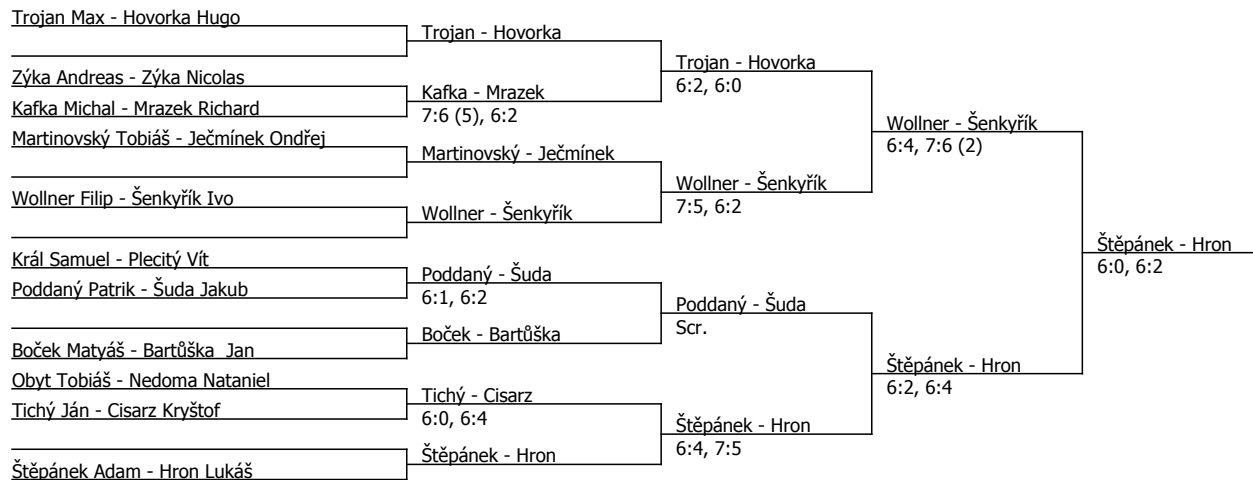 Trojan Max - Hovorka Hugo
Zýka Andreas - Zýka Nicolas
Kafka Michal - Mrazek Richard
Martinovský Tobiáš - Ječmínek Ondřej
Wollner Filip - Šenkyřík Ivo
Král Samuel - Plecitý Vít
Poddaný Patrik - Šuda Jakub
Boček Matyáš - Bartůška  Jan
Obyt Tobiáš - Nedoma Nataniel
Tichý Ján - Cisarz Kryštof
Štěpánek Adam - Hron Lukáš
Trojan - Hovorka
Kafka - Mrazek
7:6 (5), 6:2
Martinovský - Ječmínek
Wollner - Šenkyřík
Poddaný - Šuda
6:1, 6:2
Boček - Bartůška
Tichý - Cisarz
6:0, 6:4
Štěpánek - Hron
Trojan - Hovorka
6:2, 6:0
Wollner - Šenkyřík
7:5, 6:2
Poddaný - Šuda
Scr.
Štěpánek - Hron
6:4, 7:5
Wollner - Šenkyřík
6:4, 7:6 (2)
Štěpánek - Hron
6:2, 6:4
Štěpánek - Hron
6:0, 6:2